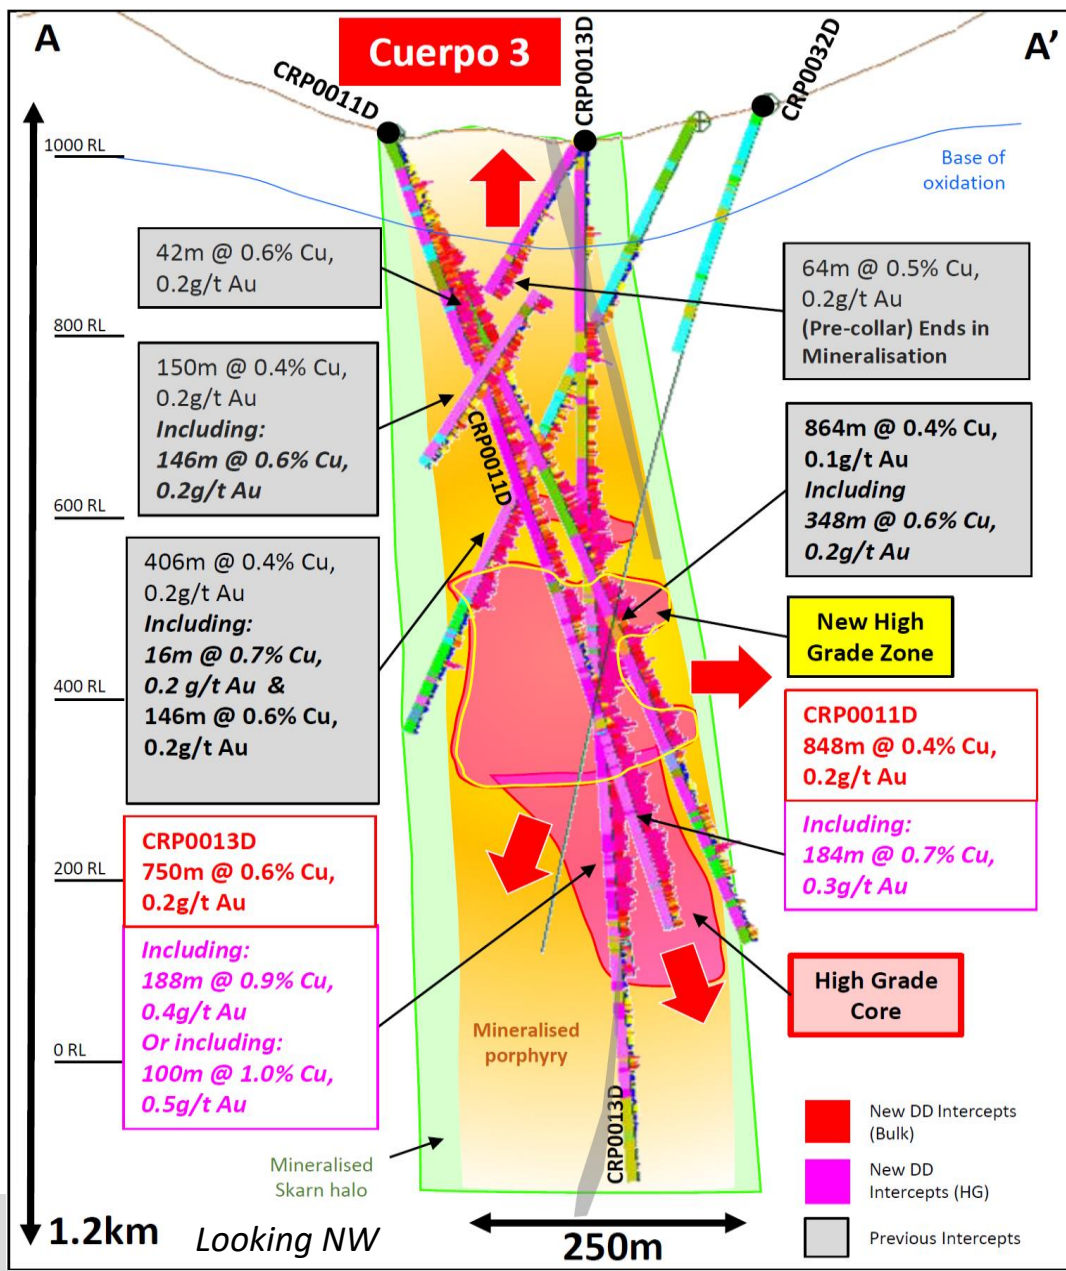 A
Cuerpo 3
A’
CRP0011D
CRP0013D
CRP0032D
1000 RL
Base of
oxidation
42m @ 0.6% Cu,
0.2g/t Au
64m @ 0.5% Cu,
0.2g/t Au
(Pre-collar) Ends in
Mineralisation
800 RL
150m @ 0.4% Cu,
0.2g/t Au
Including:
146m @ 0.6% Cu,
0.2g/t Au
CRP0011D
864m @ 0.4% Cu,
0.1g/t Au
Including
348m @ 0.6% Cu,
0.2g/t Au
600 RL
406m @ 0.4% Cu,
0.2g/t Au
Including:
16m @ 0.7% Cu,
0.2 g/t Au &
146m @ 0.6% Cu,
0.2g/t Au
New High
Grade Zone
400 RL
CRP0011D
848m @ 0.4% Cu,
0.2g/t Au
Including:
184m @ 0.7% Cu,
0.3g/t Au
CRP0013D
750m @ 0.6% Cu,
0.2g/t Au
200 RL
Including:
188m @ 0.9% Cu,
0.4g/t Au
Or including:
100m @ 1.0% Cu,
0.5g/t Au
High Grade
Core
0 RL
Mineralised
porphyry
CRP0013D
Mineralised
Skarn halo
New DD Intercepts
(Bulk)
New DD
Intercepts (HG)
Previous Intercepts
1.2km
Looking NW
250m